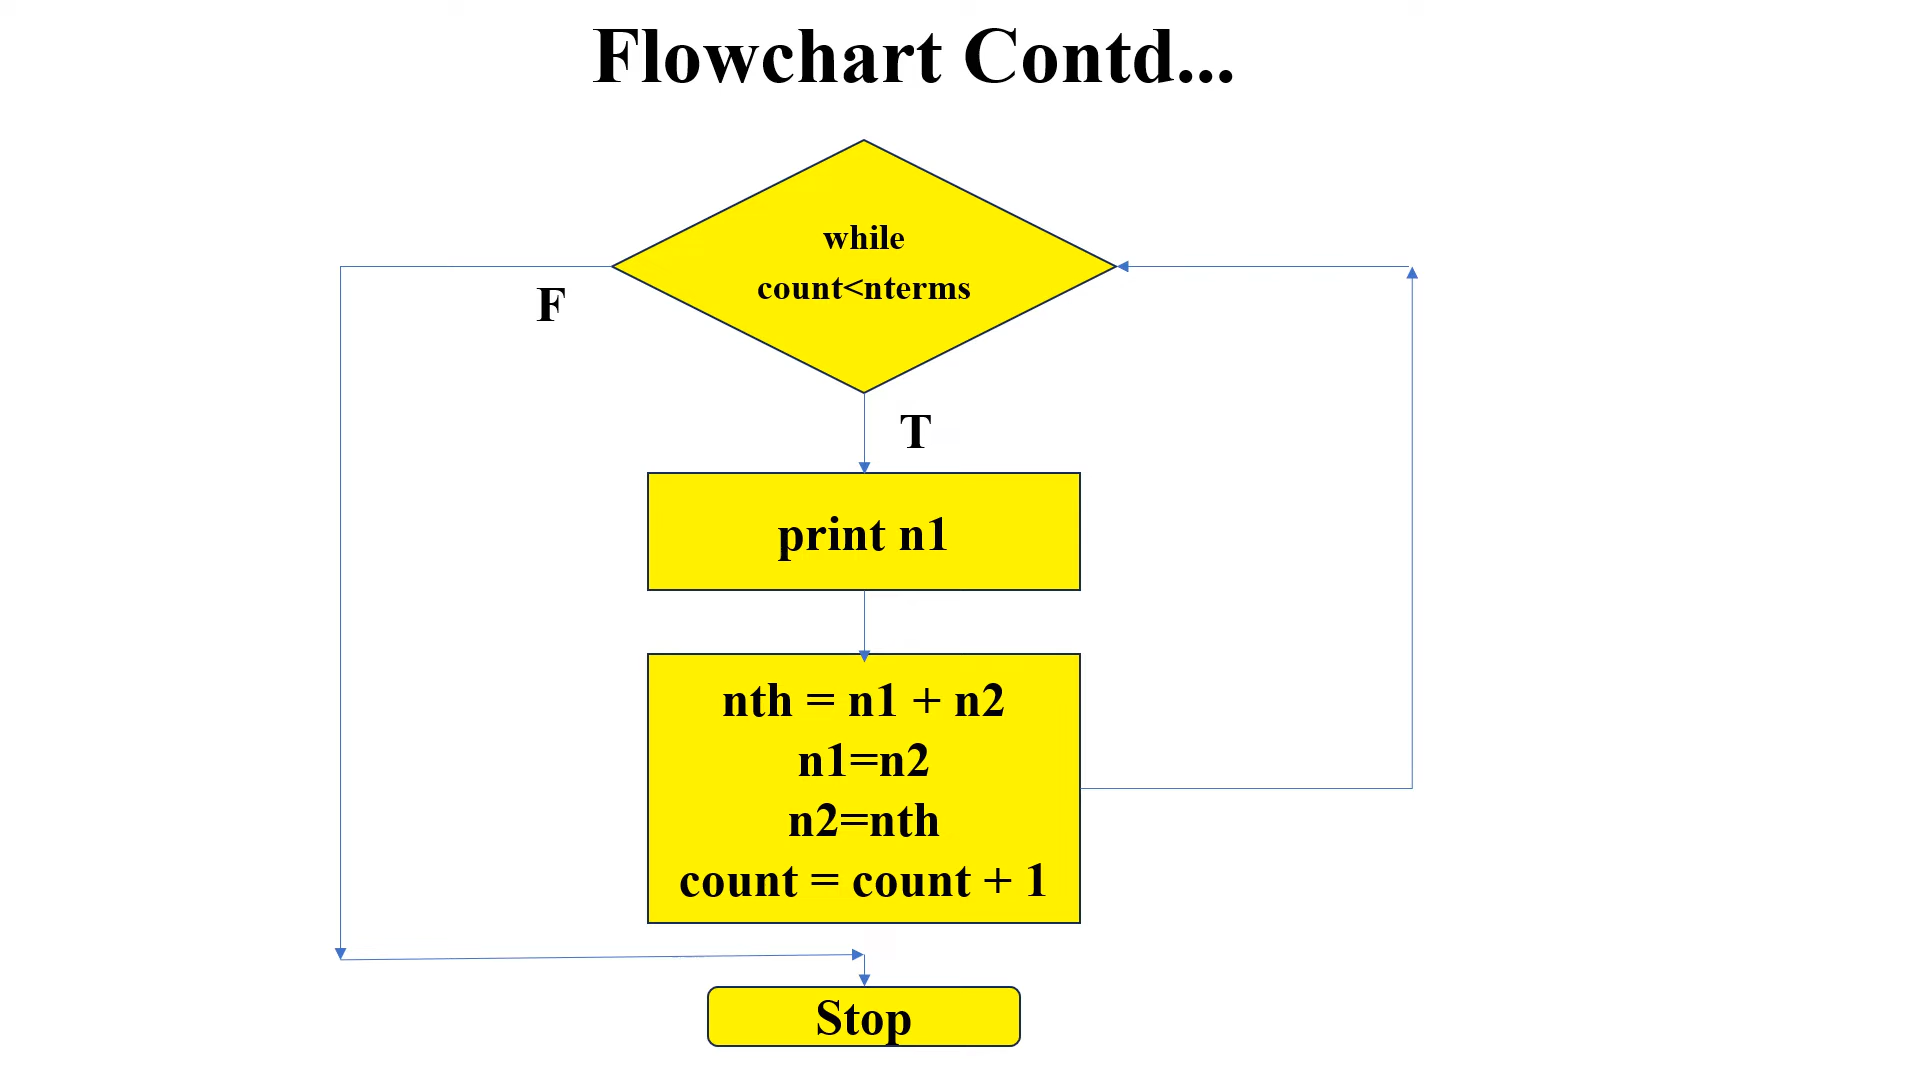 Flowchart Contd...
while
count<nterms
F
T
print n1
nth = n1 + n2
n1=n2
n2=nth
count = count + 1
Stop